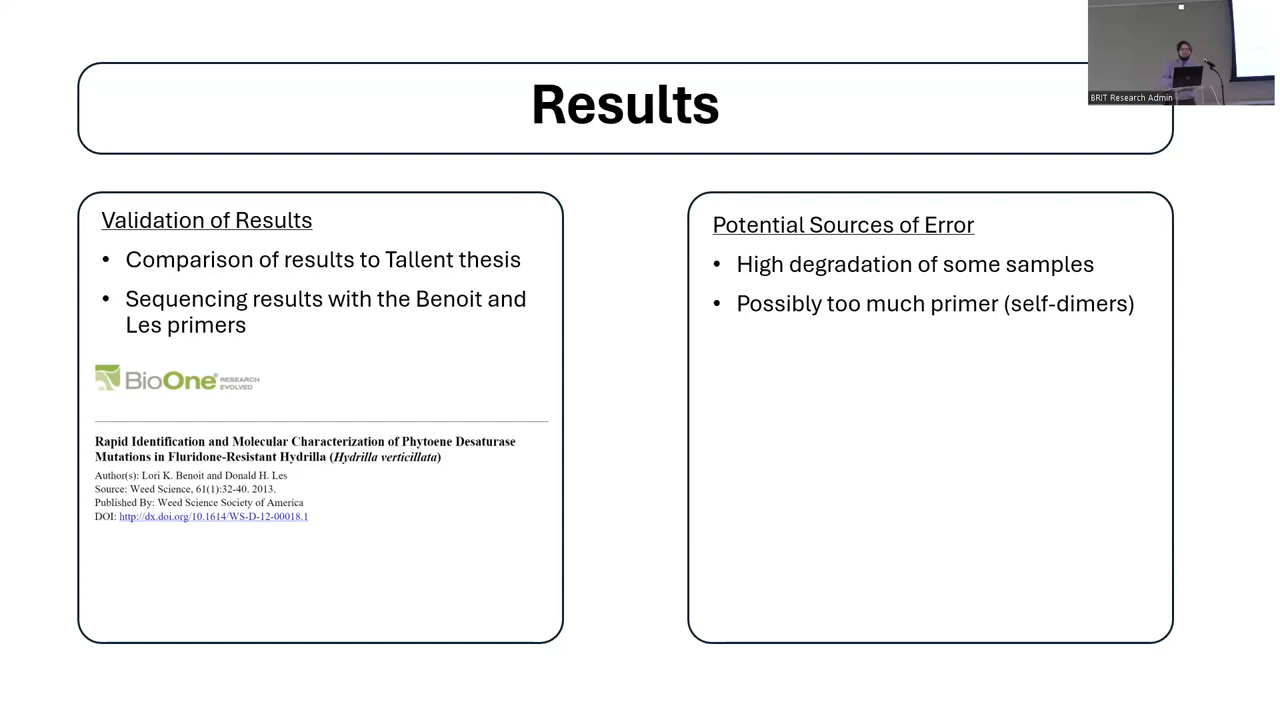 Results
BRIT Research Admin
Validation of Results
• Comparison of results to Tallent thesis
• Sequencing results with the Benoit and
Les primers
BioOne® RESEARCH
EVOLVED
Rapid Identification and Molecular Characterization of Phytoene Desaturase
Mutations in Fluridone-Resistant Hydrilla (Hydrilla verticillata)
Author(s): Lori K. Benoit and Donald H. Les
Source: Weed Science, 61(1):32-40. 2013.
Published By: Weed Science Society of America
DOI: http://dx.doi.org/10.1614/WS-D-12-00018.1
Potential Sources of Error
• High degradation of some samples
• Possibly too much primer (self-dimers)